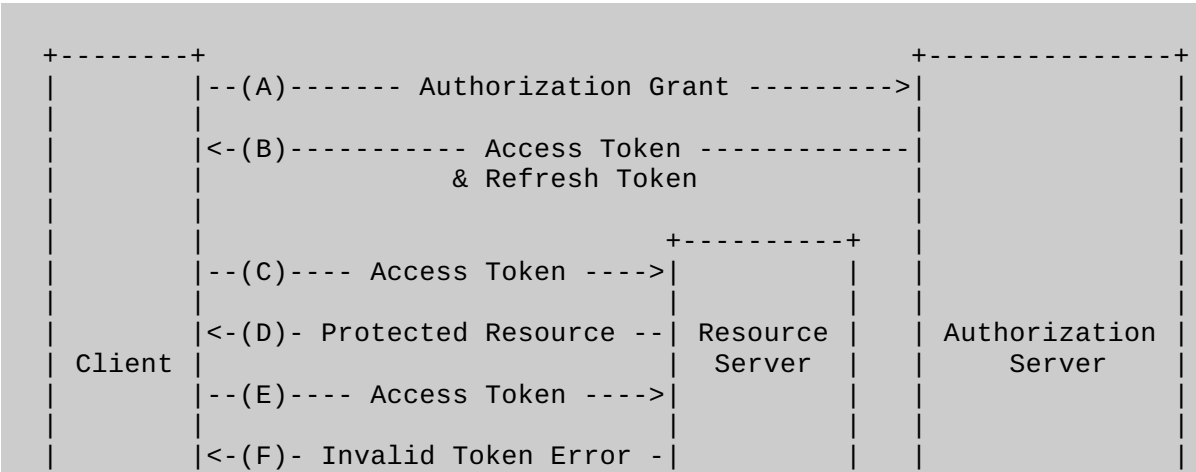 +--------+                                           +---------------+
|        |--(A)------- Authorization Grant --------->|               |
|        |                                           |               |
|        |<-(B)----------- Access Token -------------|               |
|        |               & Refresh Token             |               |
|        |                                           |               |
|        |                            +----------+   |               |
|        |--(C)---- Access Token ---->|          |   |               |
|        |                            |          |   |               |
|        |<-(D)- Protected Resource --| Resource |   | Authorization |
| Client |                            |  Server  |   |     Server    |
|        |--(E)---- Access Token ---->|          |   |               |
|        |                            |          |   |               |
|        |<-(F)- Invalid Token Error -|          |   |               |